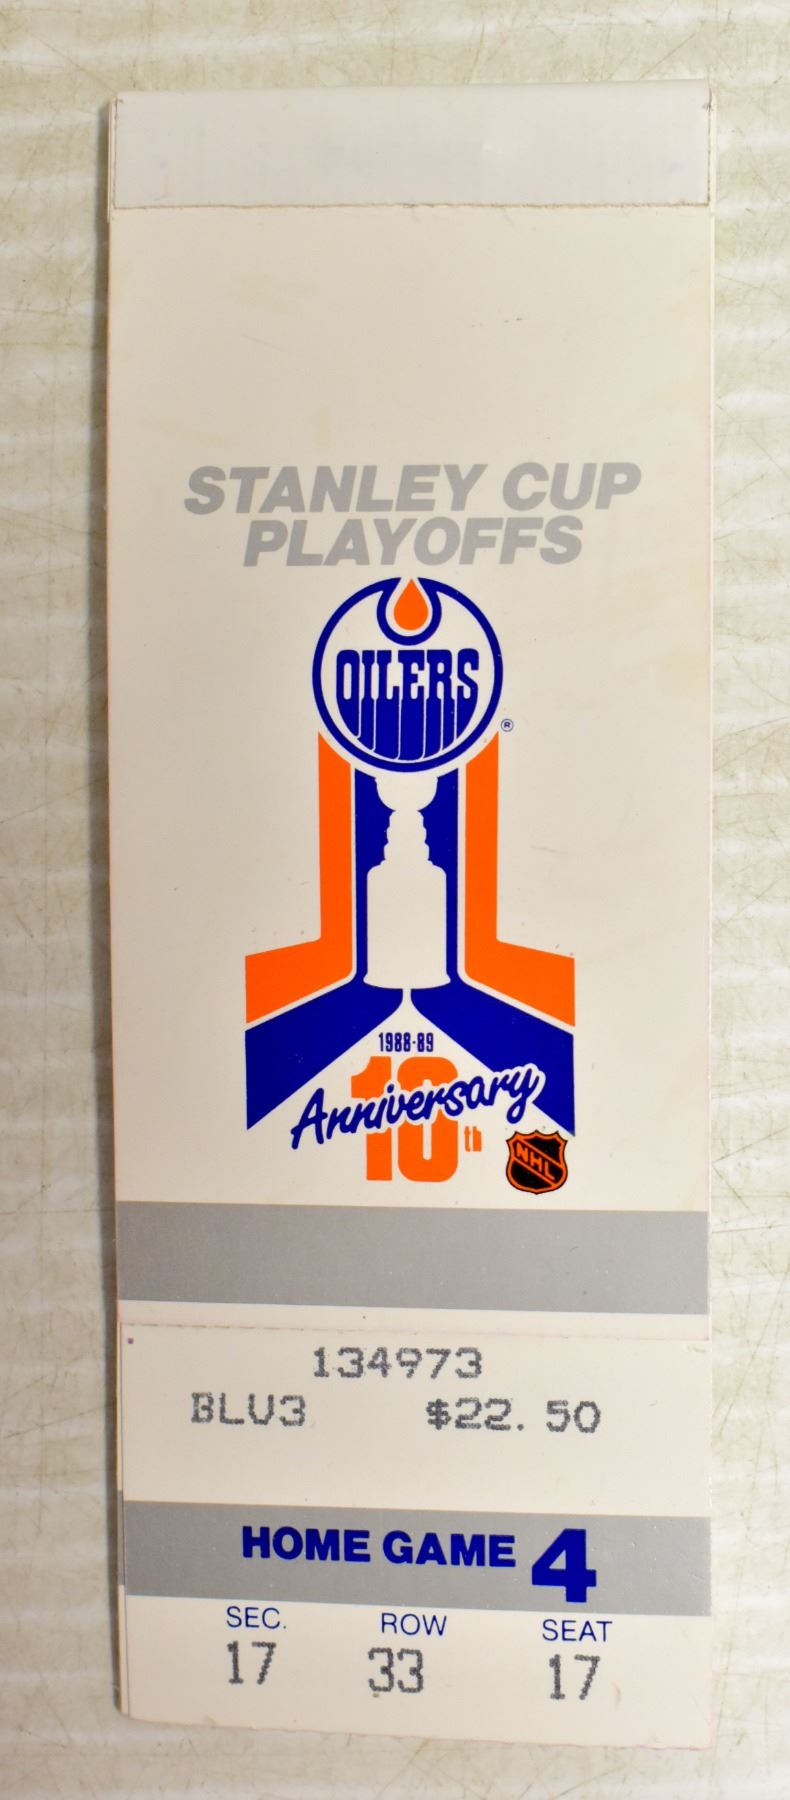 STANLEY CUP
PLAYOFFS
OILERS
®
1988-89
10th
Anniversary
NHL
134973
BLU3 $22.50
HOME GAME 4
SEC. ROW SEAT
17 33 17